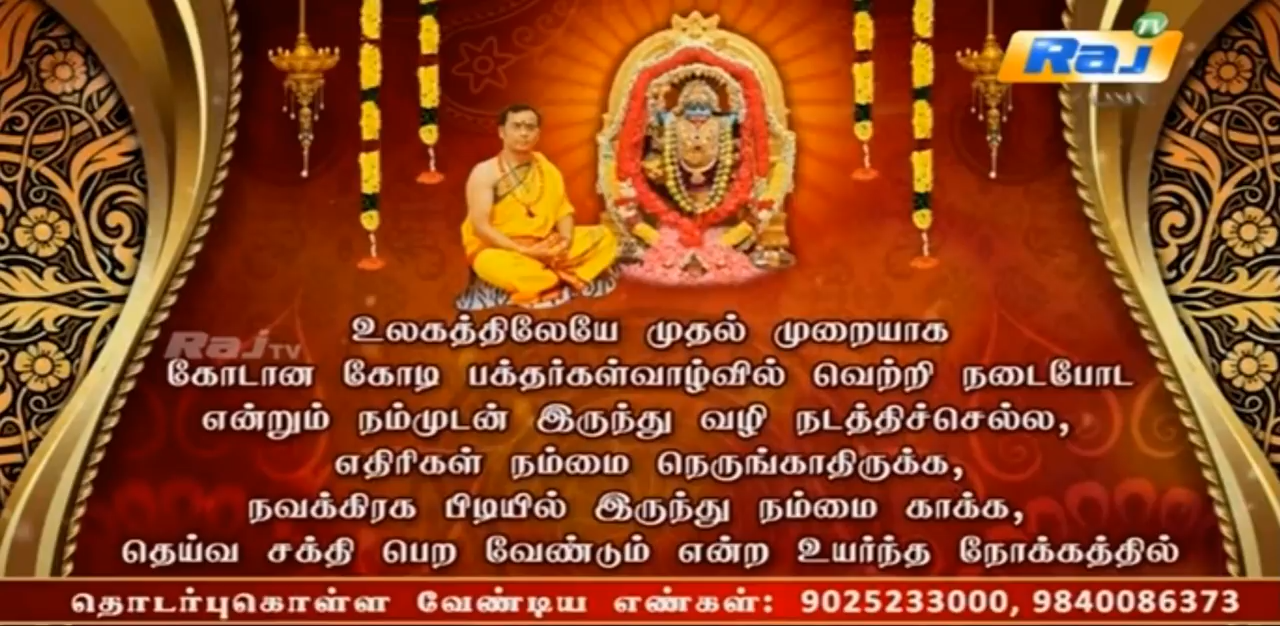 Raj TV
உலகத்திலேயே முதல் முறையாக
Raj TV
கோடான கோடி பக்தர்கள்வாழ்வில் வெற்றி நடைபோட
என்றும் நம்முடன் இருந்து வழி நடத்திச்செல்ல,
எதிரிகள் நம்மை நெருங்காதிருக்க,
நவக்கிரக பிடியில் இருந்து நம்மை காக்க,
தெய்வ சக்தி பெற வேண்டும் என்ற உயர்ந்த நோக்கத்தில்
தொடர்புகொள்ள வேண்டிய எண்கள்: 9025233000, 9840086373